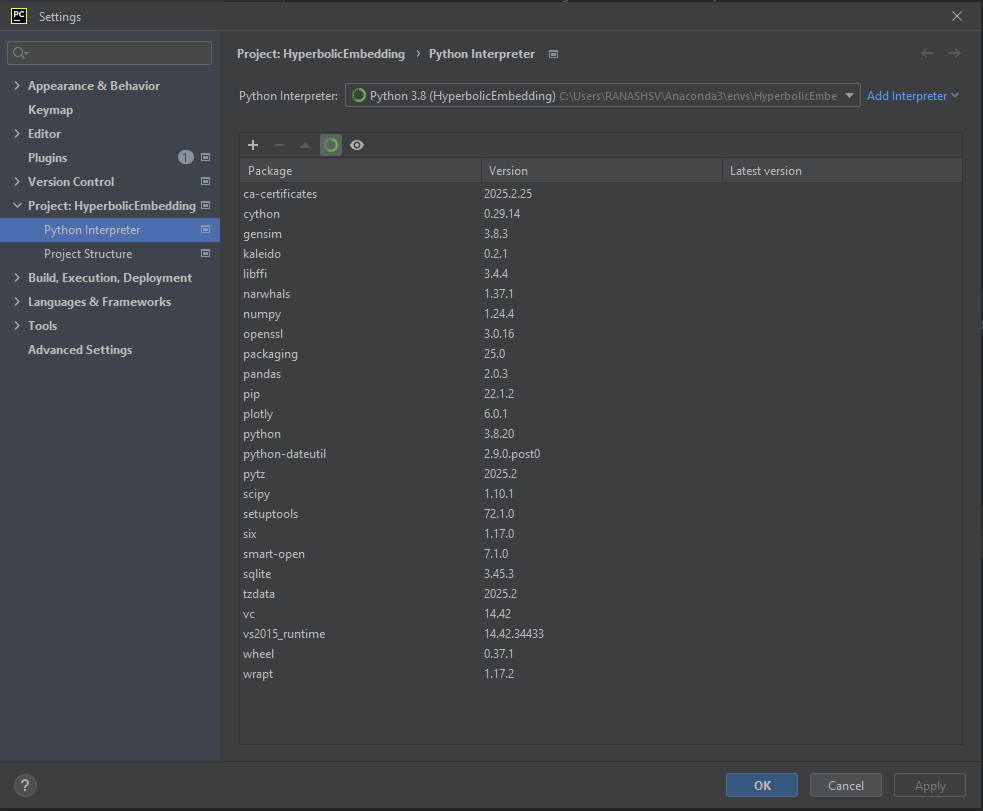 PC Settings
Project: HyperbolicEmbedding › Python Interpreter
Appearance & Behavior
Keymap
Editor
Plugins 1
Version Control
Project: HyperbolicEmbedding
Python Interpreter
Project Structure
Build, Execution, Deployment
Languages & Frameworks
Tools
Advanced Settings
Python Interpreter: Python 3.8 (HyperbolicEmbedding) C:\Users\RANASHSV\Anaconda3\envs\HyperbolicEmbe Add Interpreter
Package Version Latest version
ca-certificates 2025.2.25
cython 0.29.14
gensim 3.8.3
kaleido 0.2.1
libffi 3.4.4
narwhals 1.37.1
numpy 1.24.4
openssl 3.0.16
packaging 25.0
pandas 2.0.3
pip 22.1.2
plotly 6.0.1
python 3.8.20
python-dateutil 2.9.0.post0
pytz 2025.2
scipy 1.10.1
setuptools 72.1.0
six 1.17.0
smart-open 7.1.0
sqlite 3.45.3
tzdata 2025.2
vc 14.42
vs2015_runtime 14.42.34433
wheel 0.37.1
wrapt 1.17.2
? OK Cancel Apply